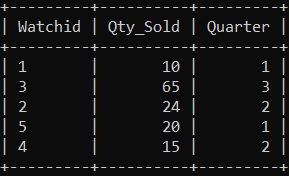 +---------+----------+---------+
| Watchid | Qty_Sold | Quarter |
+---------+----------+---------+
| 1       |       10 |       1 |
| 3       |       65 |       3 |
| 2       |       24 |       2 |
| 5       |       20 |       1 |
| 4       |       15 |       2 |
+---------+----------+---------+